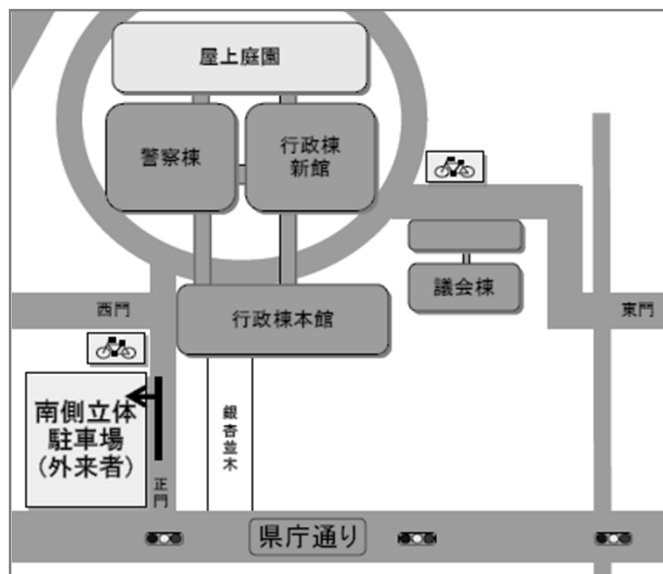 屋上庭園
警察棟
行政棟
新館
議会棟
西門
東門
行政棟本館
南側立体
駐車場
(外来者)
銀杏並木
正門
県庁通り